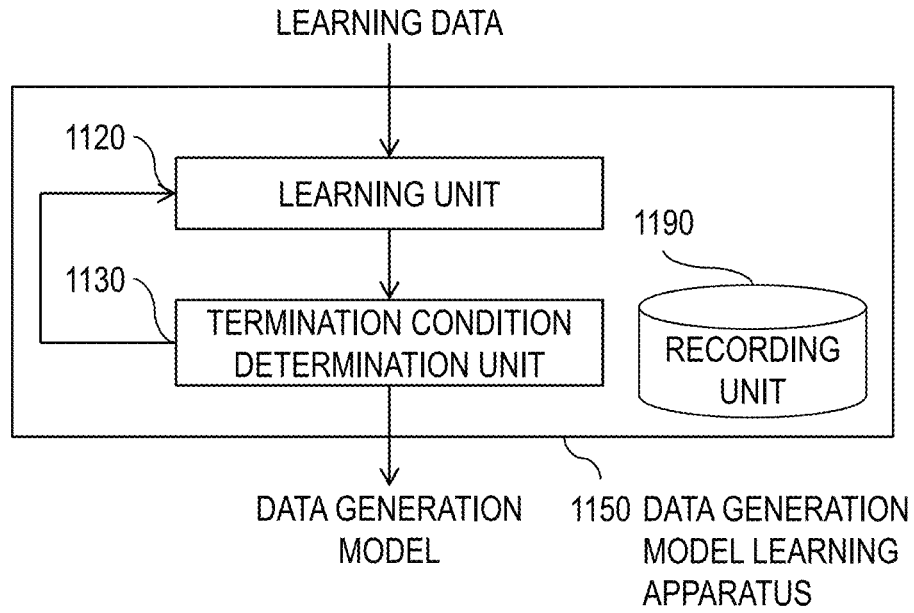 LEARNING DATA
1120
LEARNING UNIT
1190
1130
TERMINATION CONDITION
DETERMINATION UNIT
RECORDING
UNIT
DATA GENERATION
MODEL
1150 DATA GENERATION
MODEL LEARNING
APPARATUS